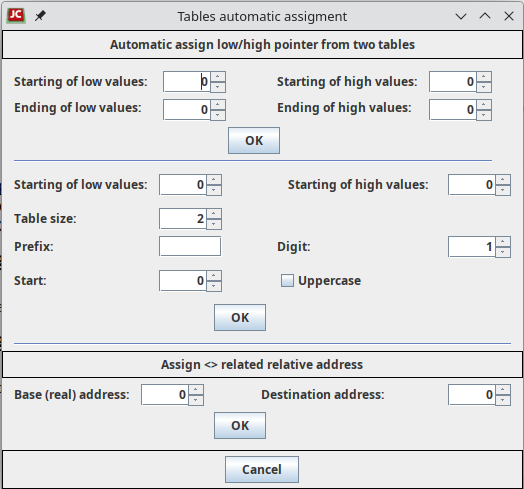 JC Tables automatic assigment
Automatic assign low/high pointer from two tables
Starting of low values: 0 Starting of high values: 0
Ending of low values: 0 Ending of high values: 0
OK
Starting of low values: 0 Starting of high values: 0
Table size: 2
Prefix: Digit: 1
Start: 0 Uppercase
OK
Assign <> related relative address
Base (real) address: 0 Destination address: 0
OK
Cancel